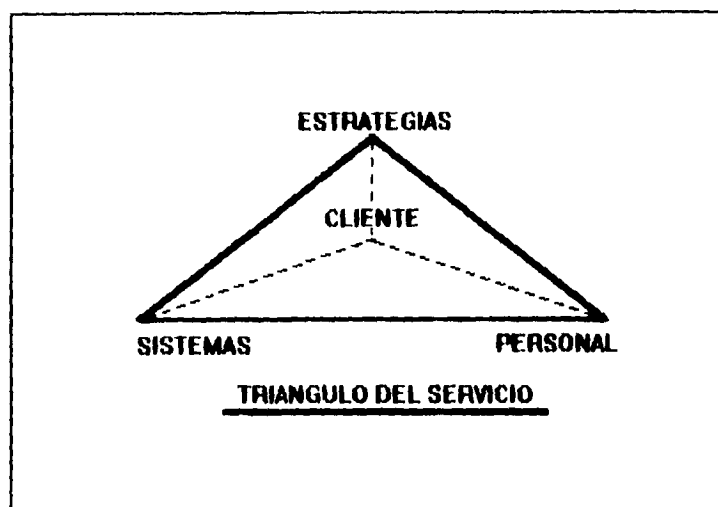 ESTRATEGIAS
CLIENTE
SISTEMAS
PERSONAL
TRIANGULO DEL SERVICIO